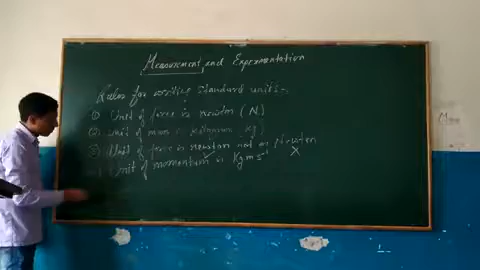 Measurement and Experimentation
Rules for writing standard units:-
① Unit of force is newton (N)
② Unit of mass is kilogram Kg)
③ Unit of force is newton not as Newton
Unit of momentum is Kg m s⁻¹